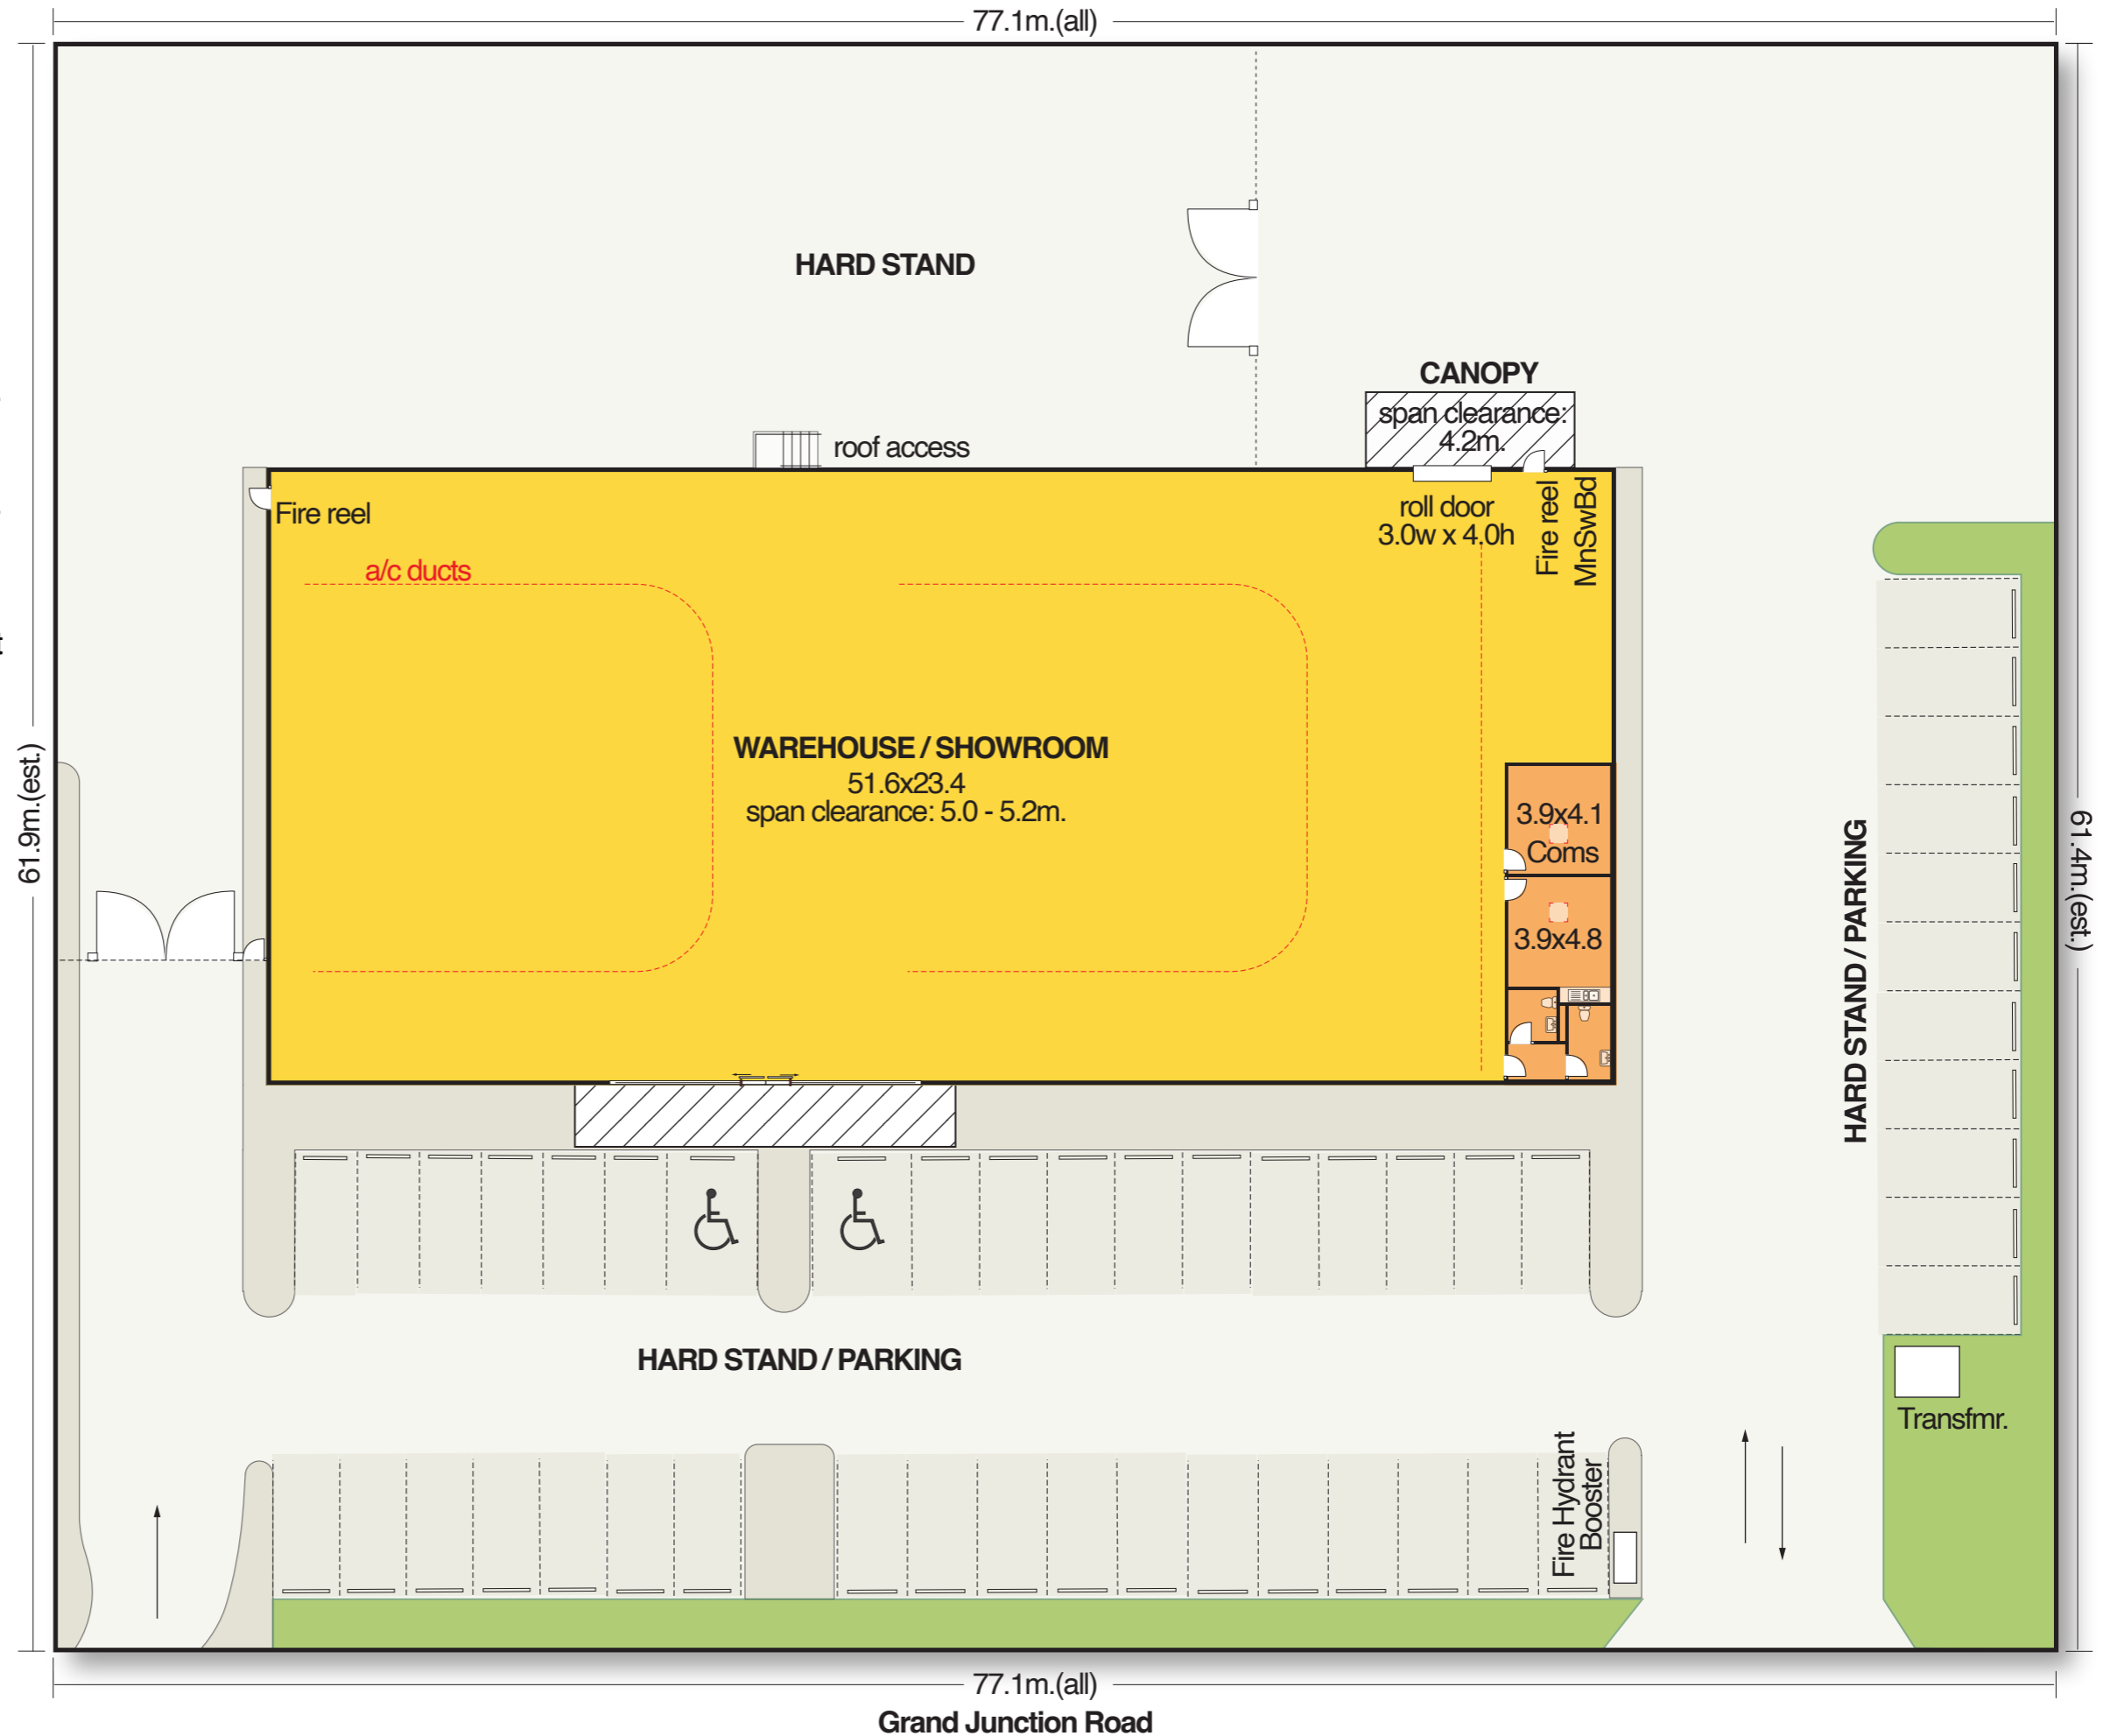 77.1m.(all)
HARD STAND
CANOPY
span clearance:
4.2m.
roof access
Fire reel
roll door
3.0w x 4.0h
Fire reel
MnSwBd
a/c ducts
WAREHOUSE / SHOWROOM
51.6x23.4
span clearance: 5.0 - 5.2m.
61.9m.(est.)
3.9x4.1
Coms
3.9x4.8
HARD STAND / PARKING
61.4m.(est.)
HARD STAND / PARKING
Transfmr.
Fire Hydrant
Booster
77.1m.(all)
Grand Junction Road